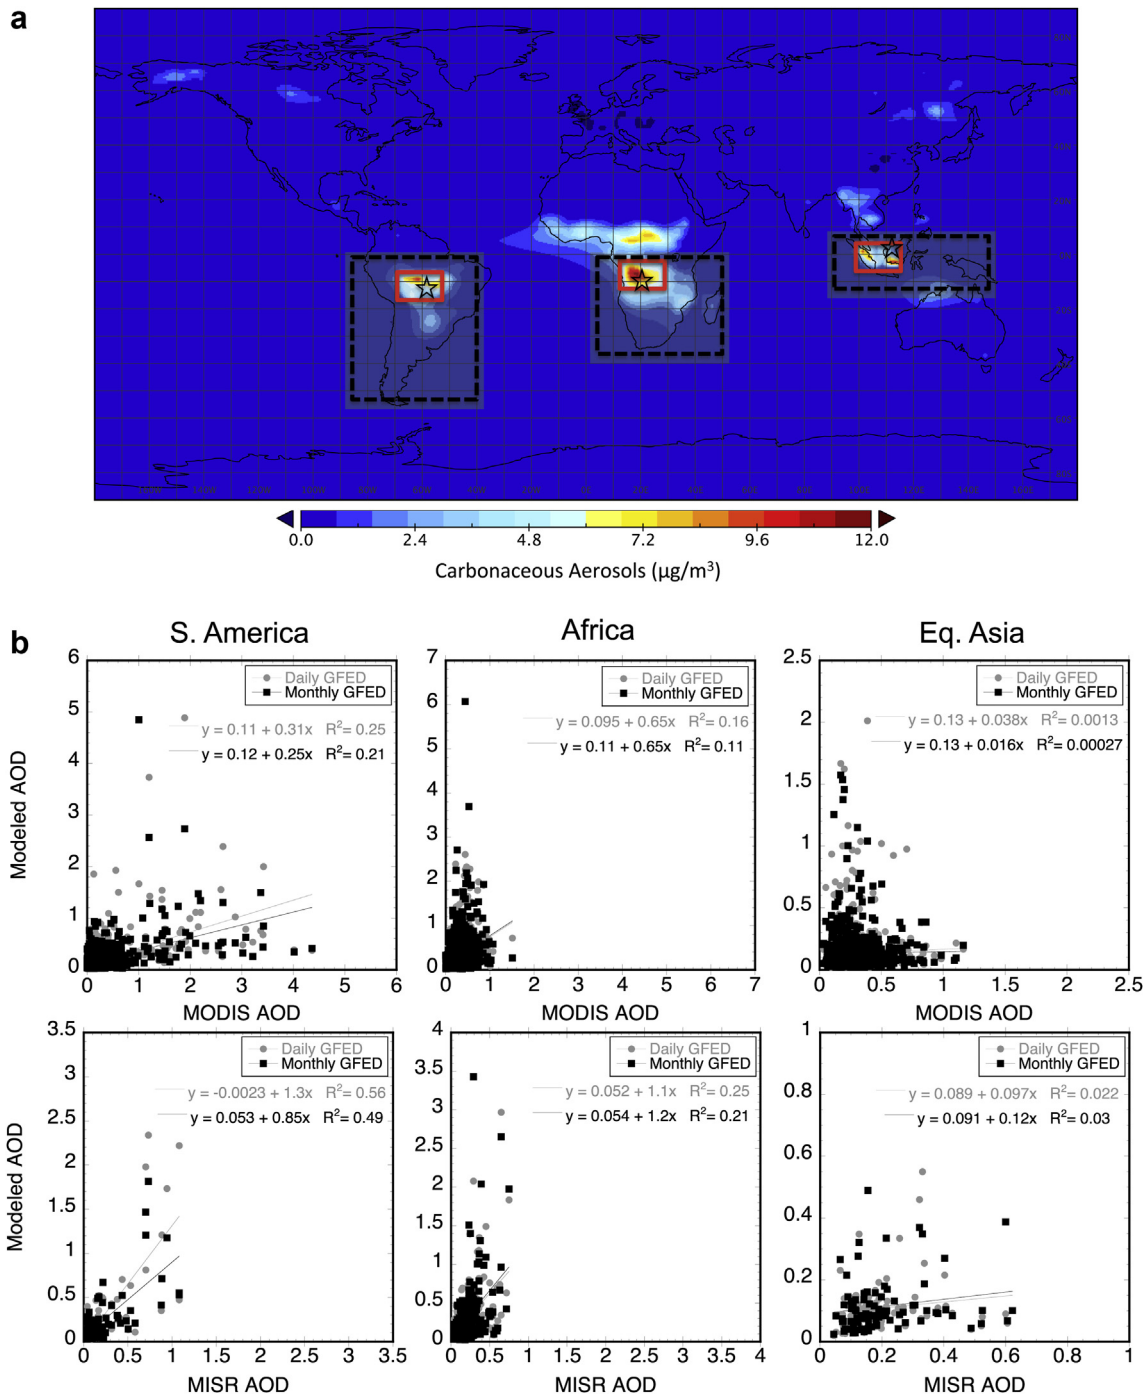 a
0.0 2.4 4.8 7.2 9.6 12.0
Carbonaceous Aerosols (µg/m³)
b
S. America Africa Eq. Asia
6
5
4
3
2
1
0
Modeled AOD
Daily GFED
Monthly GFED
y = 0.11 + 0.31x R²= 0.25
y = 0.12 + 0.25x R²= 0.21
0 1 2 3 4 5 6
MODIS AOD
7
6
5
4
3
2
1
0
Daily GFED
Monthly GFED
y = 0.095 + 0.65x R²= 0.16
y = 0.11 + 0.65x R²= 0.11
0 1 2 3 4 5 6 7
MODIS AOD
2.5
2
1.5
1
0.5
0
Daily GFED
Monthly GFED
y = 0.13 + 0.038x R²= 0.0013
y = 0.13 + 0.016x R²= 0.00027
0 0.5 1 1.5 2 2.5
MODIS AOD
3.5
3
2.5
2
1.5
1
0.5
0
Modeled AOD
Daily GFED
Monthly GFED
y = -0.0023 + 1.3x R²= 0.56
y = 0.053 + 0.85x R²= 0.49
0 0.5 1 1.5 2 2.5 3 3.5
MISR AOD
4
3.5
3
2.5
2
1.5
1
0.5
0
Daily GFED
Monthly GFED
y = 0.052 + 1.1x R²= 0.25
y = 0.054 + 1.2x R²= 0.21
0 0.5 1 1.5 2 2.5 3 3.5 4
MISR AOD
1
0.8
0.6
0.4
0.2
0
Daily GFED
Monthly GFED
y = 0.089 + 0.097x R²= 0.022
y = 0.091 + 0.12x R²= 0.03
0 0.2 0.4 0.6 0.8 1
MISR AOD